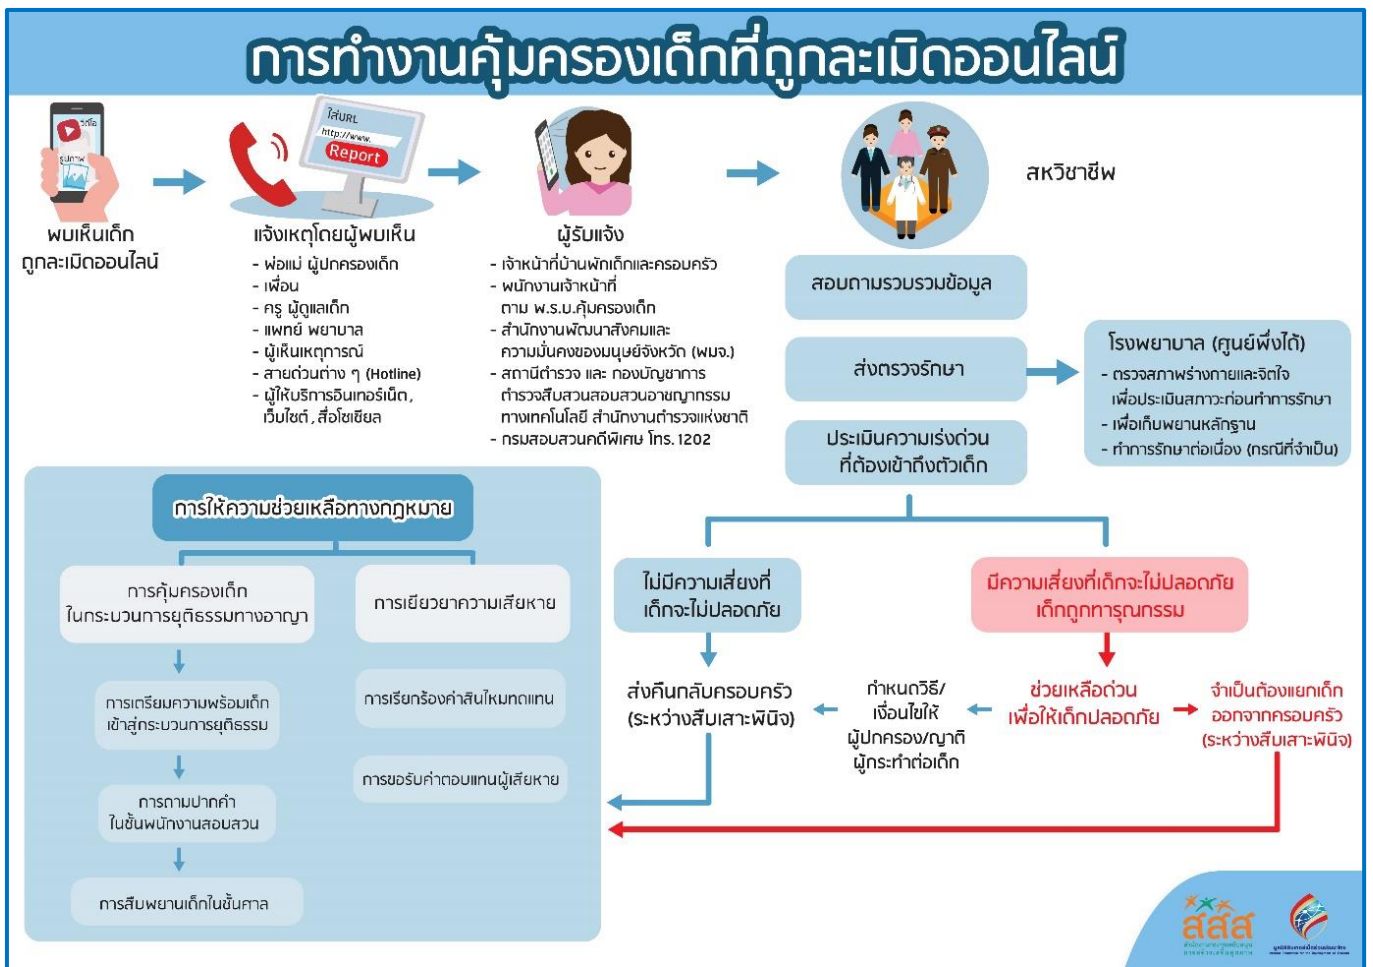 การทำงานคุ้มครองเด็กที่ถูกละเมิดออนไลน์
วิดีโอ
รูปภาพ
พบเห็นเด็ก
ถูกละเมิดออนไลน์
ใส่URL
http://www.
Report
แจ้งเหตุโดยผู้พบเห็น
- พ่อแม่ ผู้ปกครองเด็ก
- เพื่อน
- ครู ผู้ดูแลเด็ก
- แพทย์ พยาบาล
- ผู้เห็นเหตุการณ์
- สายด่วนต่าง ๆ (Hotline)
- ผู้ให้บริการอินเทอร์เน็ต,
เว็บไซต์, สื่อโซเชียล
ผู้รับแจ้ง
- เจ้าหน้าที่บ้านพักเด็กและครอบครัว
- พนักงานเจ้าหน้าที่
ตาม พ.ร.บ.คุ้มครองเด็ก
- สำนักงานพัฒนาสังคมและ
ความมั่นคงของมนุษย์จังหวัด (พมจ.)
- สถานีตำรวจ และ กองบัญชาการ
ตำรวจสืบสวนสอบสวนอาชญากรรม
ทางเทคโนโลยี สำนักงานตำรวจแห่งชาติ
- กรมสอบสวนคดีพิเศษ โทร. 1202
สหวิชาชีพ
สอบถามรวบรวมข้อมูล
ส่งตรวจรักษา
ประเมินความเร่งด่วน
ที่ต้องเข้าถึงตัวเด็ก
โรงพยาบาล (ศูนย์พึ่งได้)
- ตรวจสภาพร่างกายและจิตใจ
เพื่อประเมินสภาวะก่อนทำการรักษา
- เพื่อเก็บพยานหลักฐาน
- ทำการรักษาต่อเนื่อง (กรณีที่จำเป็น)
ไม่มีความเสี่ยงที่
เด็กจะไม่ปลอดภัย
มีความเสี่ยงที่เด็กจะไม่ปลอดภัย
เด็กถูกทารุณกรรม
ส่งคืนกลับครอบครัว
(ระหว่างสืบเสาะพินิจ)
กำหนดวิธี/
เงื่อนไขให้
ผู้ปกครอง/ญาติ
ผู้กระทำต่อเด็ก
ช่วยเหลือด่วน
เพื่อให้เด็กปลอดภัย
จำเป็นต้องแยกเด็ก
ออกจากครอบครัว
(ระหว่างสืบเสาะพินิจ)
การให้ความช่วยเหลือทางกฎหมาย
การคุ้มครองเด็ก
ในกระบวนการยุติธรรมทางอาญา
การเตรียมความพร้อมเด็ก
เข้าสู่กระบวนการยุติธรรม
การถามปากคำ
ในชั้นพนักงานสอบสวน
การสืบพยานเด็กในชั้นศาล
การเยียวยาความเสียหาย
การเรียกร้องค่าสินไหมทดแทน
การขอรับค่าตอบแทนผู้เสียหาย
สสส